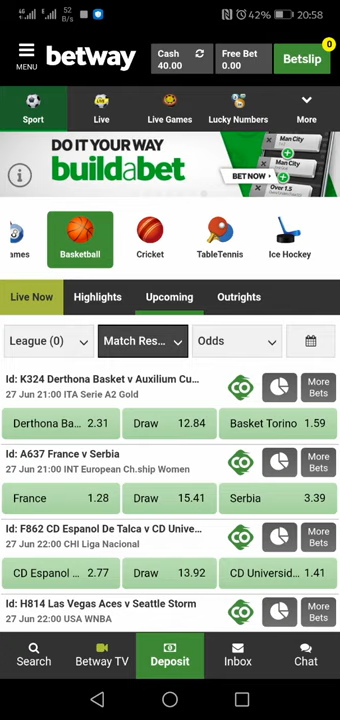 4G E 52 B/s 42% 20:58
MENU betway Cash 40.00 Free Bet 0.00 Betslip 0
Sport Live Live Games Lucky Numbers More
DO IT YOUR WAY
buildabet
BET NOW
Man City
Man City
Over 1.5
ames Basketball Cricket TableTennis Ice Hockey
Live Now Highlights Upcoming Outrights
League (0) Match Res... Odds
Id: K324 Derthona Basket v Auxilium Cu...
27 Jun 21:00 ITA Serie A2 Gold
CO More Bets
Derthona Ba... 2.31 Draw 12.84 Basket Torino 1.59
Id: A637 France v Serbia
27 Jun 21:00 INT European Ch.ship Women
CO More Bets
France 1.28 Draw 15.41 Serbia 3.39
Id: F862 CD Espanol De Talca v CD Unive...
27 Jun 22:00 CHI Liga Nacional
CO More Bets
CD Espanol ... 2.77 Draw 13.92 CD Universid... 1.41
Id: H814 Las Vegas Aces v Seattle Storm
27 Jun 22:00 USA WNBA
CO More Bets
Search Betway TV Deposit Inbox Chat